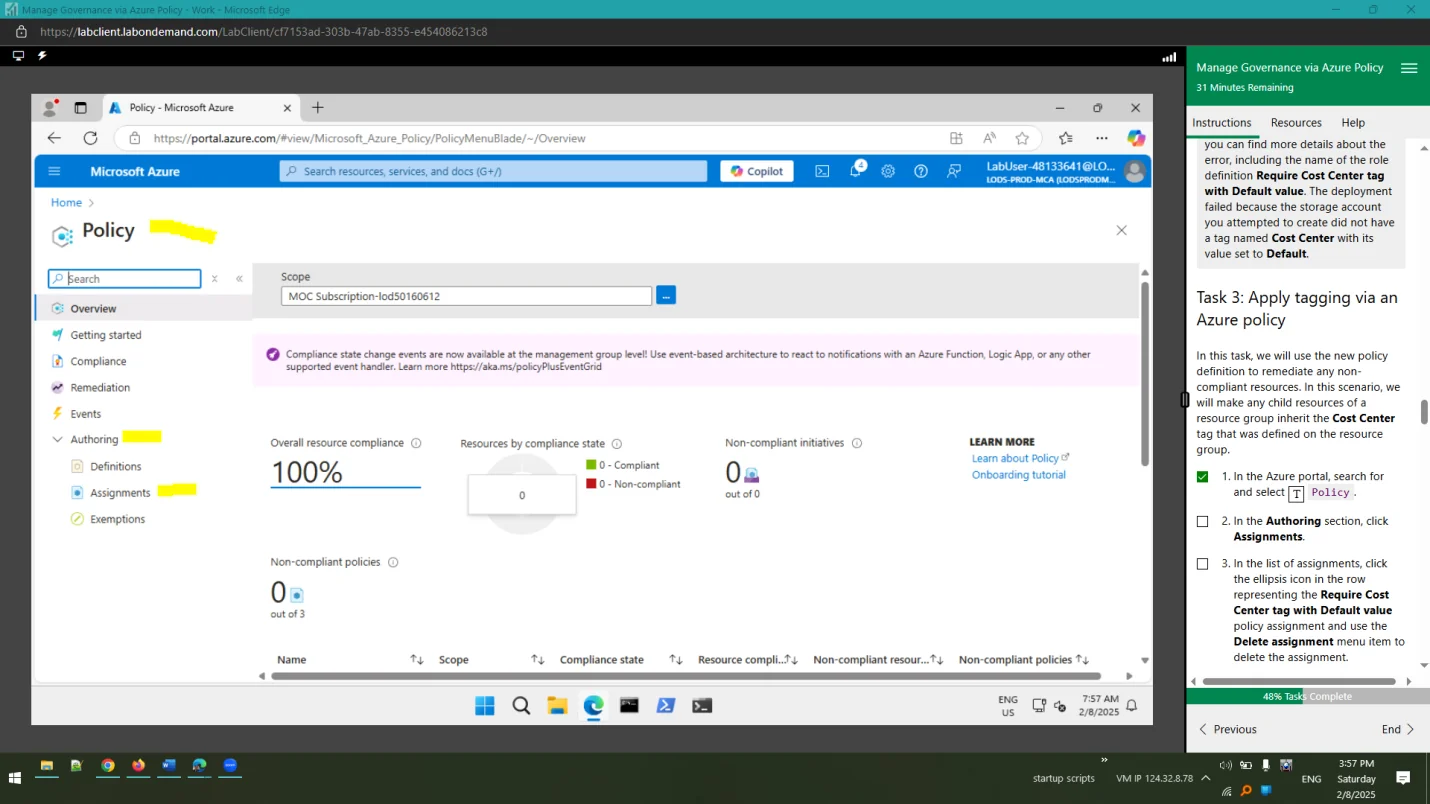 Manage Governance via Azure Policy - Work - Microsoft Edge
https://labclient.labondemand.com/LabClient/cf7153ad-303b-47ab-8355-e454086213c8
Policy - Microsoft Azure
https://portal.azure.com/#view/Microsoft_Azure_Policy/PolicyMenuBlade/~/Overview
Microsoft Azure
Search resources, services, and docs (G+/)
Copilot
4
LabUser-48133641@LO...
LODS-PROD-MCA (LODSPRODM...
Home
Policy
Search
Overview
Getting started
Compliance
Remediation
Events
Authoring
Definitions
Assignments
Exemptions
Scope
MOC Subscription-lod50160612
...
Compliance state change events are now available at the management group level! Use event-based architecture to react to notifications with an Azure Function, Logic App, or any other
supported event handler. Learn more https://aka.ms/policyPlusEventGrid
Overall resource compliance
100%
Resources by compliance state
0
0 - Compliant
0 - Non-compliant
Non-compliant initiatives
0
out of 0
LEARN MORE
Learn about Policy
Onboarding tutorial
Non-compliant policies
0
out of 3
Name Scope Compliance state Resource compli... Non-compliant resour... Non-compliant policies
ENG
US
7:57 AM
2/8/2025
Manage Governance via Azure Policy
31 Minutes Remaining
Instructions Resources Help
you can find more details about the
error, including the name of the role
definition Require Cost Center tag
with Default value. The deployment
failed because the storage account
you attempted to create did not have
a tag named Cost Center with its
value set to Default.
Task 3: Apply tagging via an
Azure policy
In this task, we will use the new policy
definition to remediate any non-
compliant resources. In this scenario, we
will make any child resources of a
resource group inherit the Cost Center
tag that was defined on the resource
group.
1. In the Azure portal, search for
and select T Policy.
2. In the Authoring section, click
Assignments.
3. In the list of assignments, click
the ellipsis icon in the row
representing the Require Cost
Center tag with Default value
policy assignment and use the
Delete assignment menu item to
delete the assignment.
48% Tasks Complete
Previous
End
startup scripts
VM IP 124.32.8.78
ENG
3:57 PM
Saturday
2/8/2025